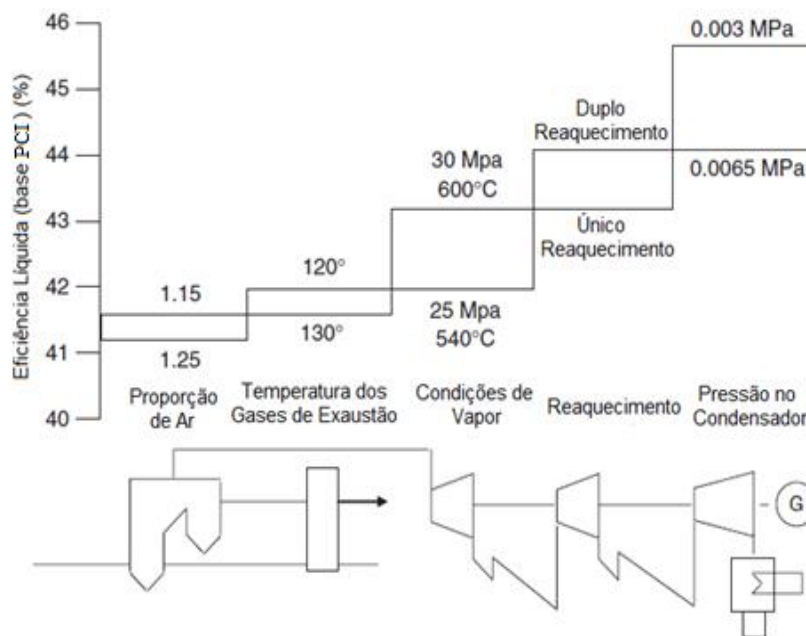 Eficiência Líquida (base PCI) (%)
46
45
44
43
42
41
40
1.15
1.25
120°
130°
30 Mpa
600°C
25 Mpa
540°C
Duplo
Reaquecimento
Único
Reaquecimento
0.003 MPa
0.0065 MPa
Proporção
de Ar
Temperatura dos
Gases de Exaustão
Condições de
Vapor
Reaquecimento
Pressão no
Condensador
G